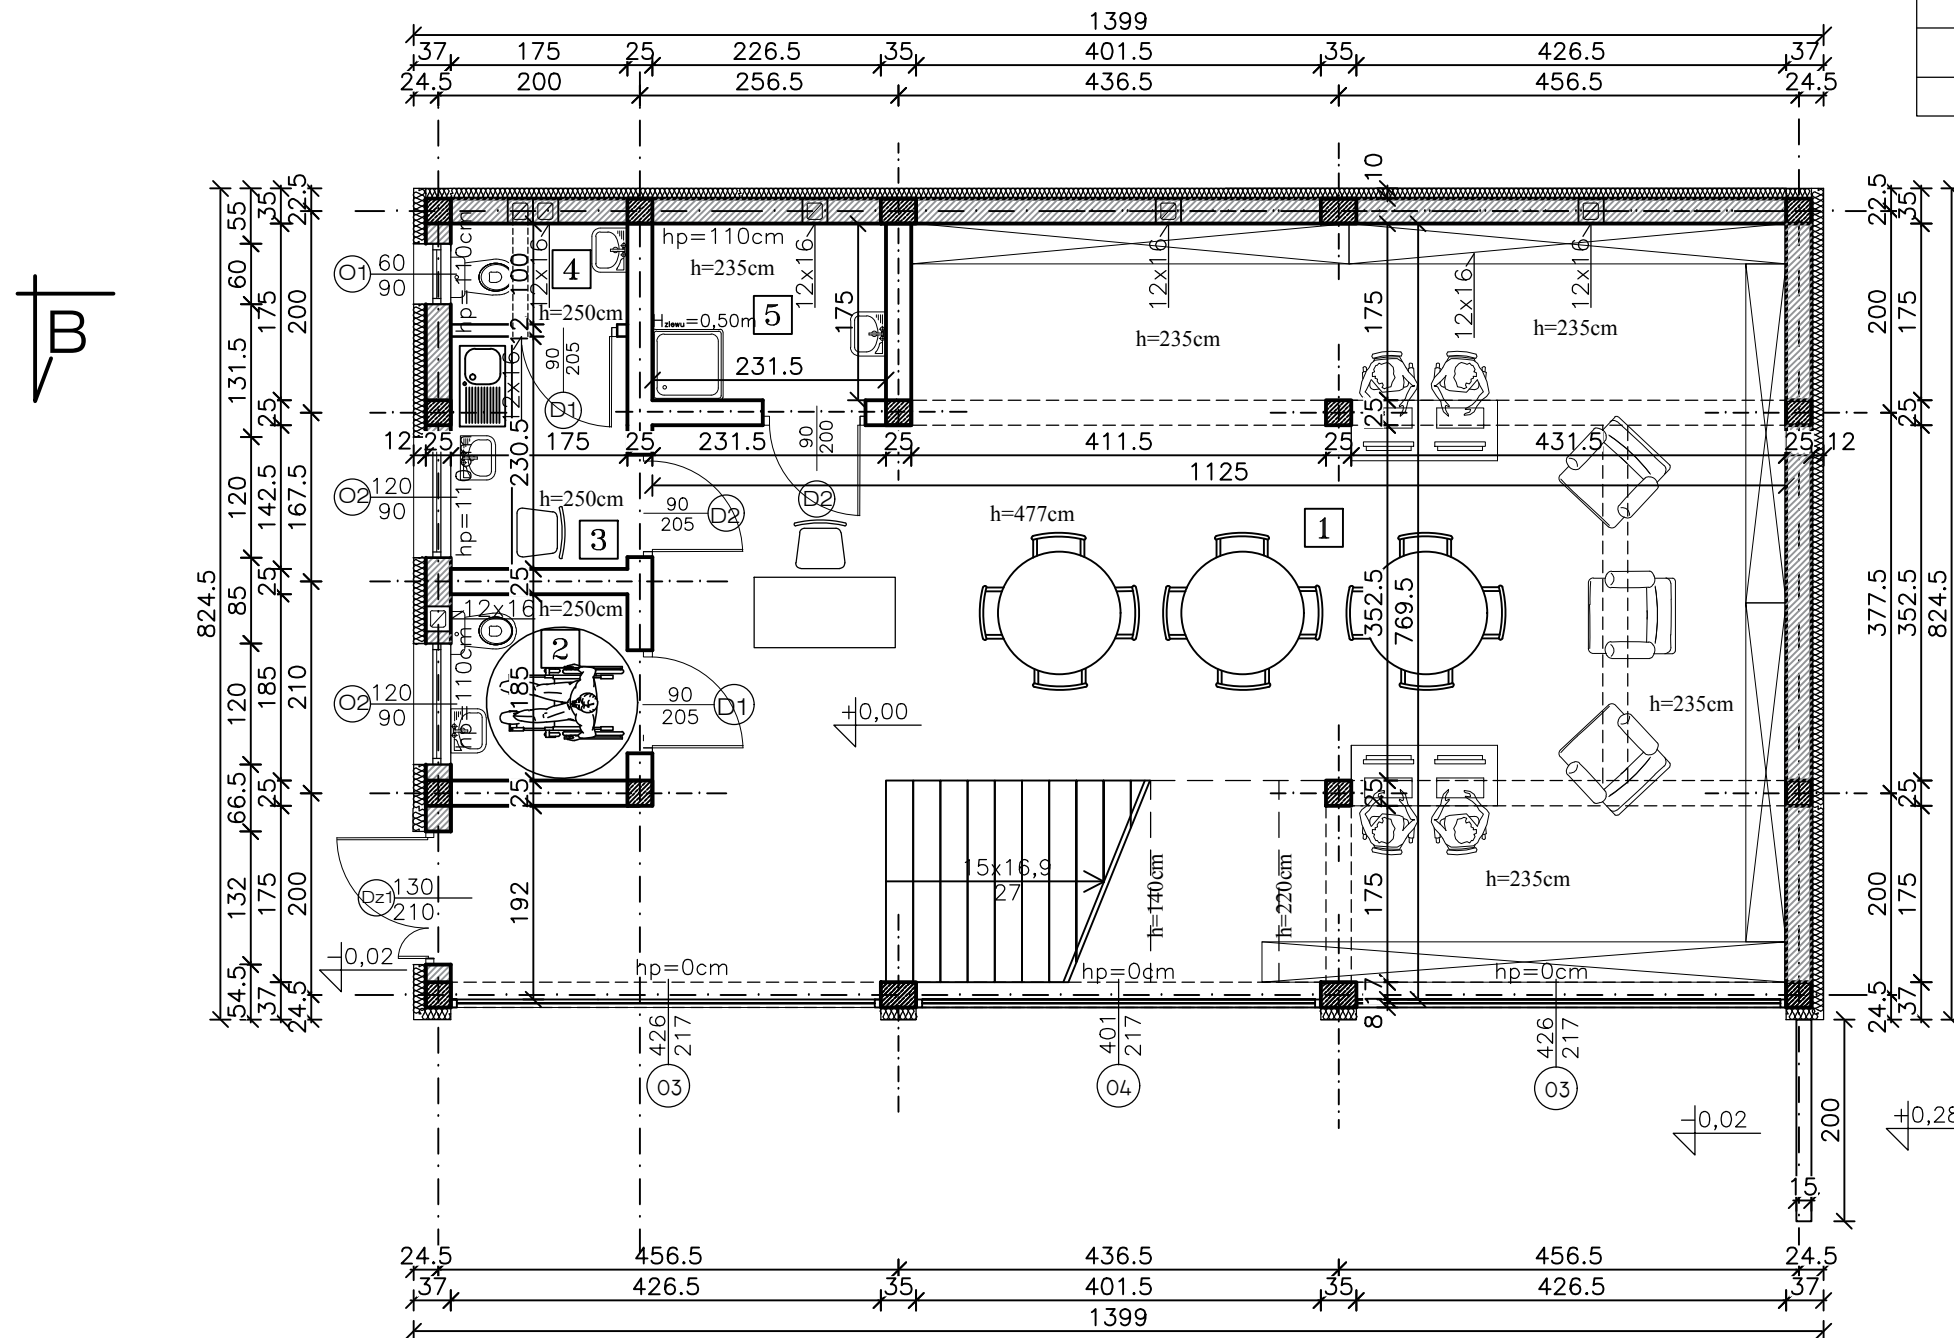 1399
37 175 25 226.5 35 401.5 35 426.5 37
24.5 200 256.5 436.5 456.5 24.5
10
B
824.5
55 60 131.5 120 85 120 66.5 132 54.5
35 175 25 142.5 25 185 25 175 37
22.5 200 167.5 210 200 24.5
O1 60
90
O2 120
90
O2 120
90
Dz1 130
210
-0,02
hp=110cm
100
12x16
4
h=250cm
12
12x16
90
205
D1
230.5
hp=110cm
h=235cm
12x16
5
Hzlewu=0,50m
175
231.5
90
200
D2
12x16
h=235cm
175
12x16
12x16
h=235cm
25
12 25 175 25 231.5 25 411.5 25 431.5 25 12
1125
hp=110cm
h=250cm
3
90
205
D2
h=477cm
1
25
12x16
h=250cm
2
hp=110cm
185
90
205
D1
352.5
769.5
+0,00
h=235cm
25
25
192
15x16,9
27
h=140cm
h=220cm
175
h=235cm
hp=0cm
hp=0cm
hp=0cm
17
8
426
217
O3
401
217
O4
426
217
O3
22.5 200 377.5 200 24.5
35 175 25 352.5 25 175 37
824.5
-0,02
+0,28
200
15
24.5 456.5 436.5 456.5 24.5
37 426.5 35 401.5 35 426.5 37
1399